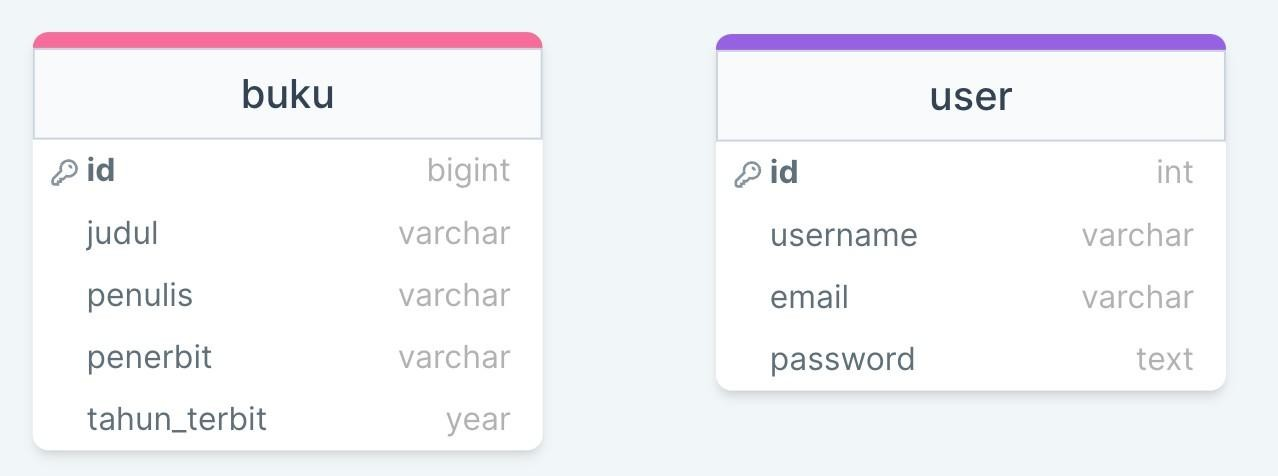 buku
id bigint
judul varchar
penulis varchar
penerbit varchar
tahun_terbit year
user
id int
username varchar
email varchar
password text